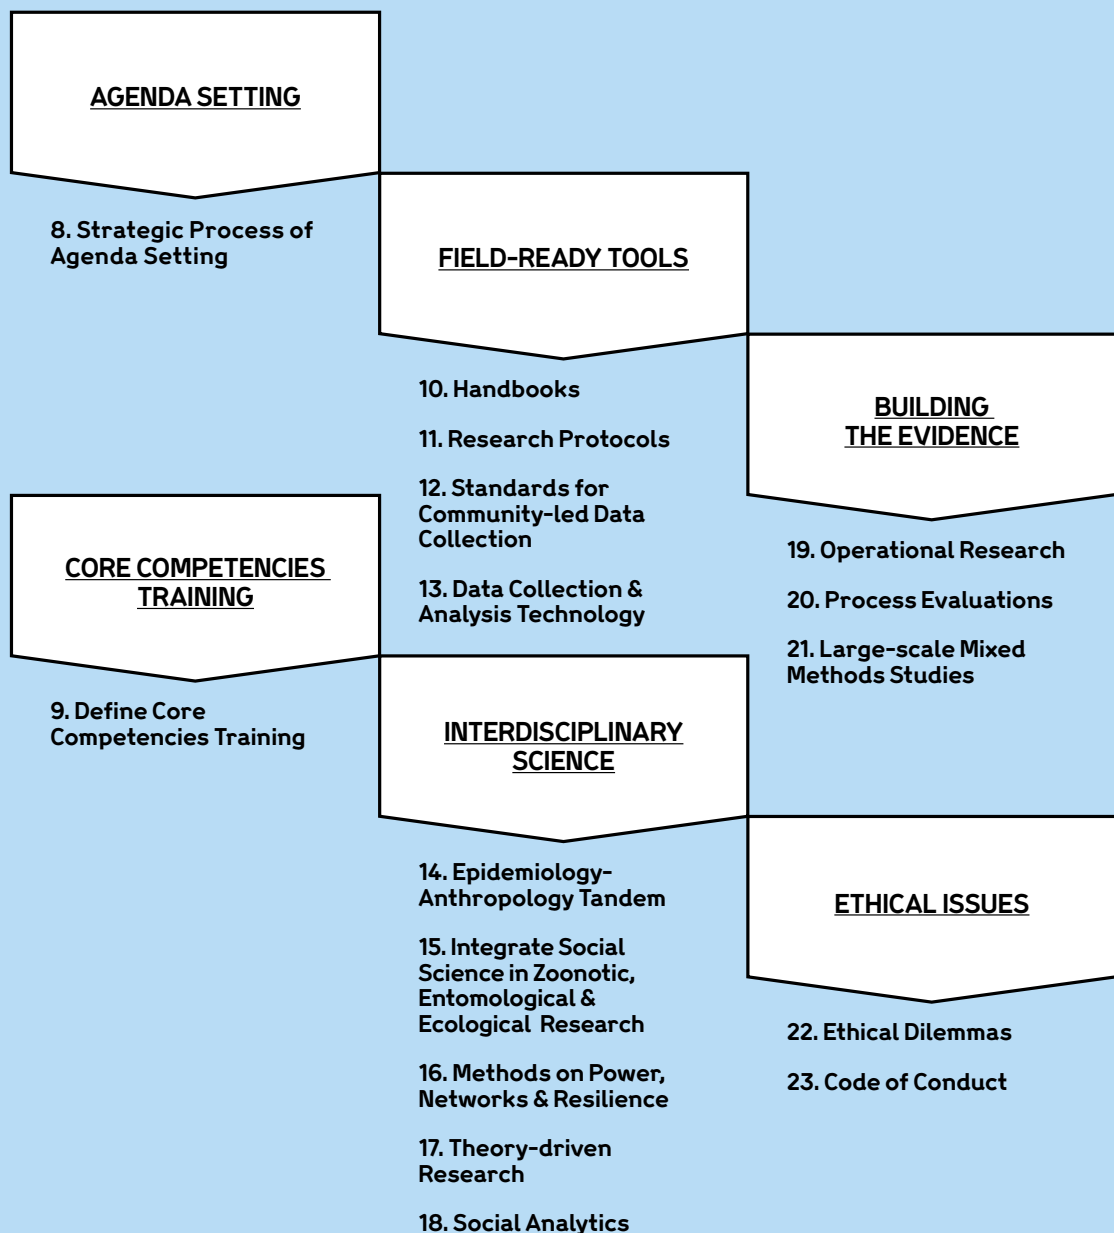 AGENDA SETTING
8. Strategic Process of
Agenda Setting
CORE COMPETENCIES
TRAINING
9. Define Core
Competencies Training
FIELD-READY TOOLS
10. Handbooks
11. Research Protocols
12. Standards for
Community-led Data
Collection
13. Data Collection &
Analysis Technology
INTERDISCIPLINARY
SCIENCE
14. Epidemiology-
Anthropology Tandem
15. Integrate Social
Science in Zoonotic,
Entomological &
Ecological Research
16. Methods on Power,
Networks & Resilience
17. Theory-driven
Research
18. Social Analytics
BUILDING
THE EVIDENCE
19. Operational Research
20. Process Evaluations
21. Large-scale Mixed
Methods Studies
ETHICAL ISSUES
22. Ethical Dilemmas
23. Code of Conduct